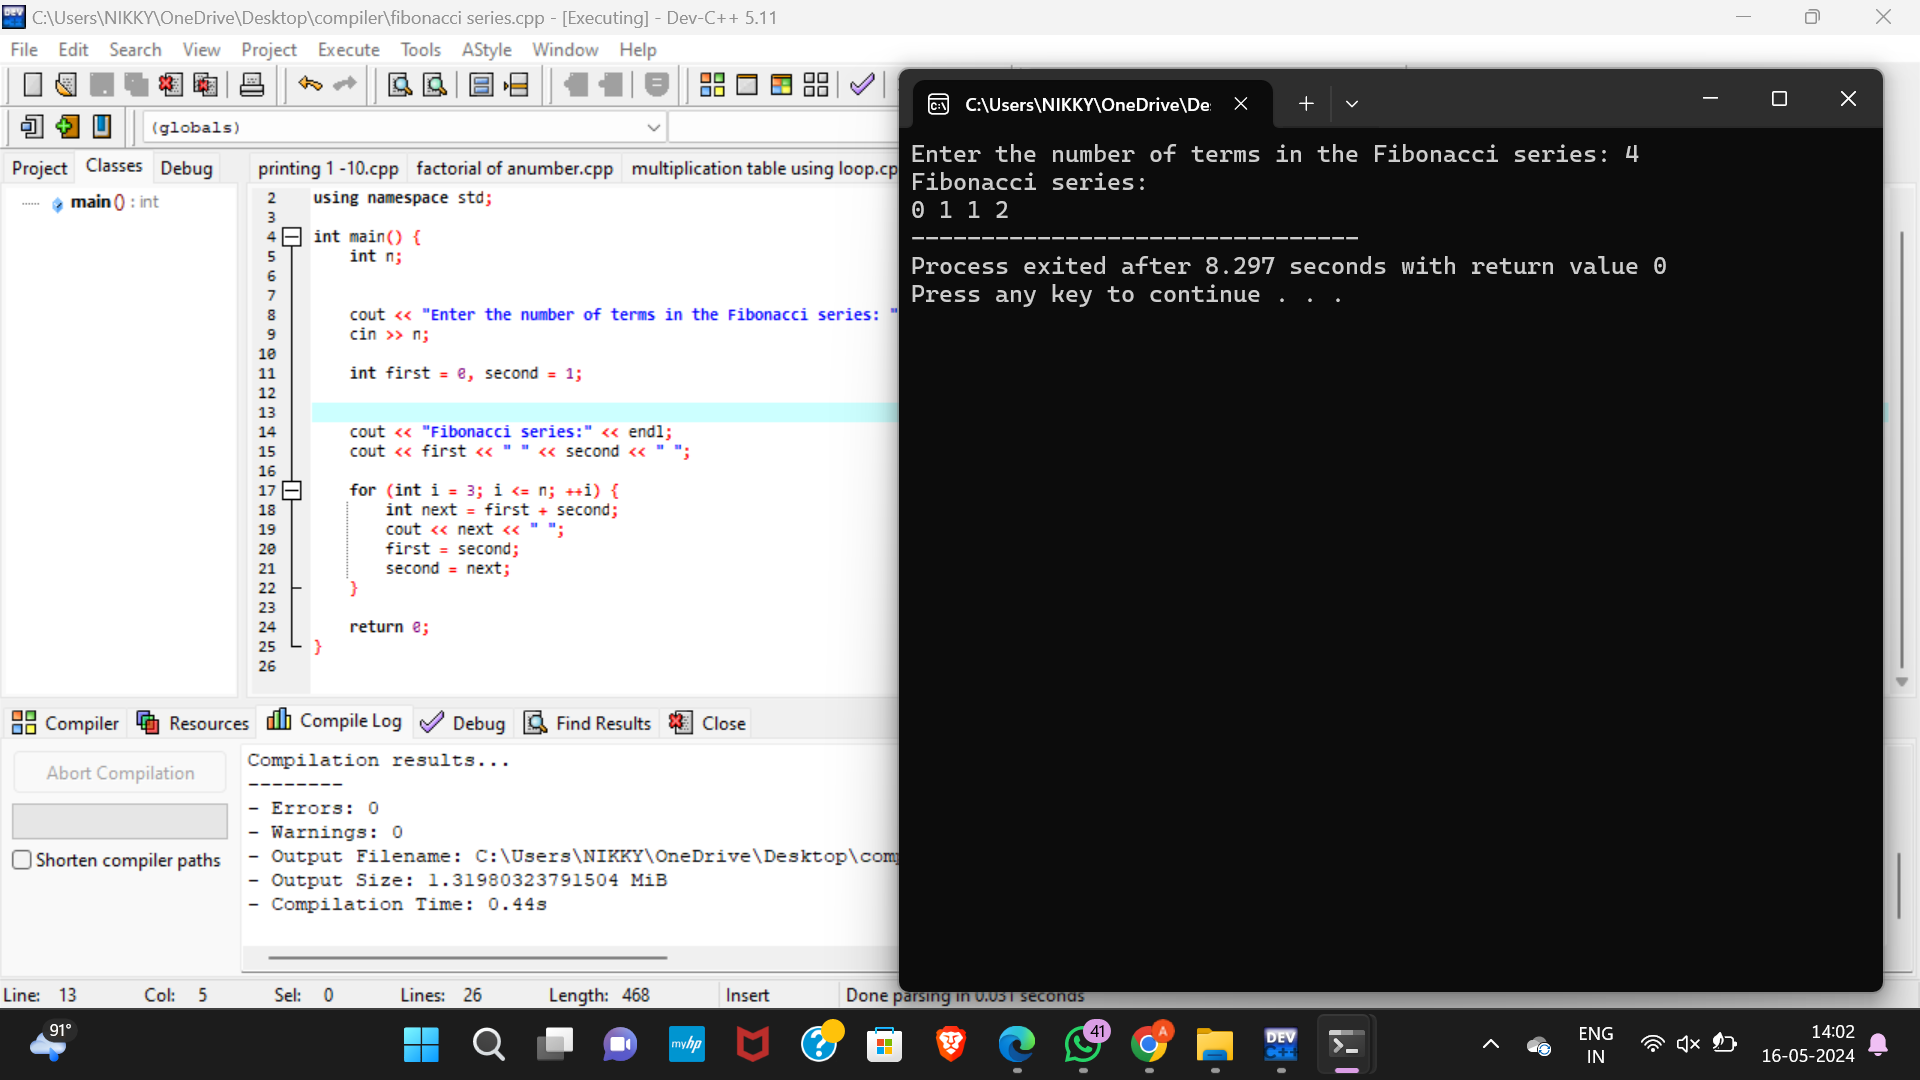 C:\Users\NIKKY\OneDrive\Desktop\compiler\fibonacci series.cpp - [Executing] - Dev-C++ 5.11
File Edit Search View Project Execute Tools AStyle Window Help
(globals)
Project Classes Debug
printing 1 -10.cpp factorial of anumber.cpp multiplication table using loop.cp
main () : int
2 using namespace std;
3
4 int main() {
5 int n;
6
7
8 cout << "Enter the number of terms in the Fibonacci series: "
9 cin >> n;
10
11 int first = 0, second = 1;
12
13
14 cout << "Fibonacci series:" << endl;
15 cout << first << " " << second << " ";
16
17 for (int i = 3; i <= n; ++i) {
18 int next = first + second;
19 cout << next << " ";
20 first = second;
21 second = next;
22 }
23
24 return 0;
25 }
26
C:\Users\NIKKY\OneDrive\De
Enter the number of terms in the Fibonacci series: 4
Fibonacci series:
0 1 1 2
--------------------------------
Process exited after 8.297 seconds with return value 0
Press any key to continue . . .
Compiler Resources Compile Log Debug Find Results Close
Abort Compilation
Shorten compiler paths
Compilation results...
--------
- Errors: 0
- Warnings: 0
- Output Filename: C:\Users\NIKKY\OneDrive\Desktop\com
- Output Size: 1.31980323791504 MiB
- Compilation Time: 0.44s
Line: 13 Col: 5 Sel: 0 Lines: 26 Length: 468 Insert Done parsing in 0.031 seconds
91°
myhp
41
A
DEV
C++
ENG
IN
14:02
16-05-2024